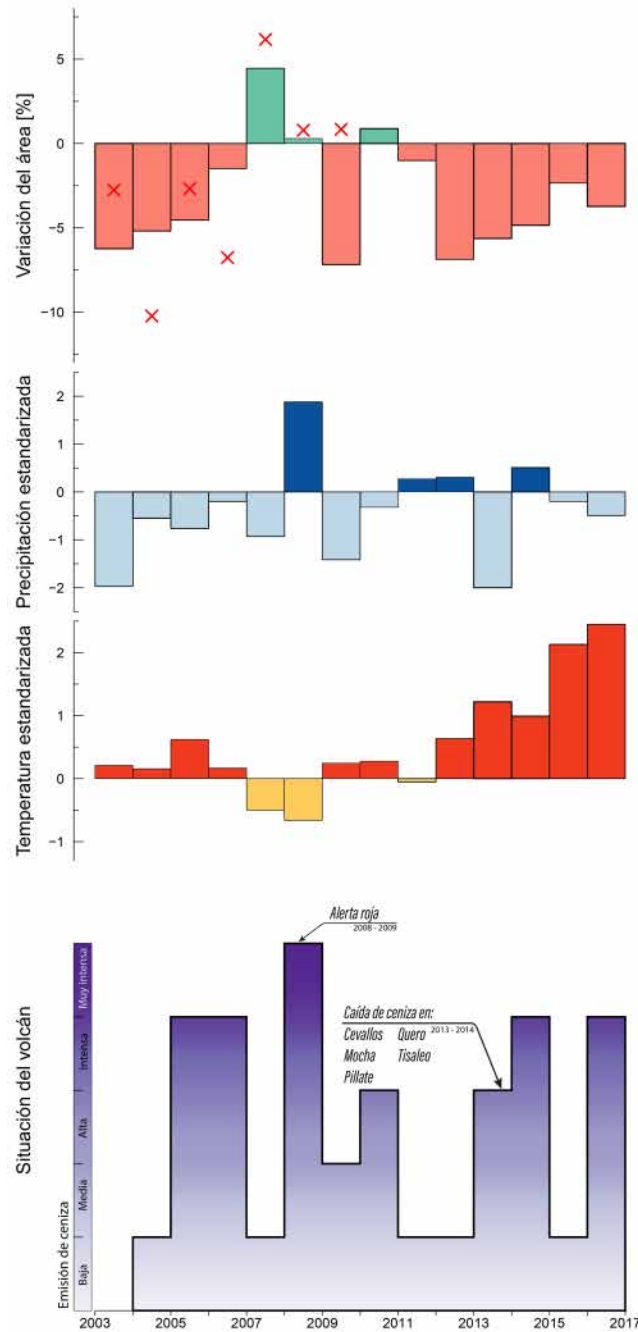 Variación del área [%]
5
0
−5
−10
Precipitación estandarizada
2
1
0
−1
−2
Temperatura estandarizada
2
1
0
−1
Situación del volcán
Emisión de ceniza
Muy intensa
Intensa
Alta
Media
Baja
Alerta roja
2008 - 2009
Caída de ceniza en:
2013 - 2014
Cevallos Quero
Mocha Tisaleo
Pillate
2003 2005 2007 2009 2011 2013 2015 2017